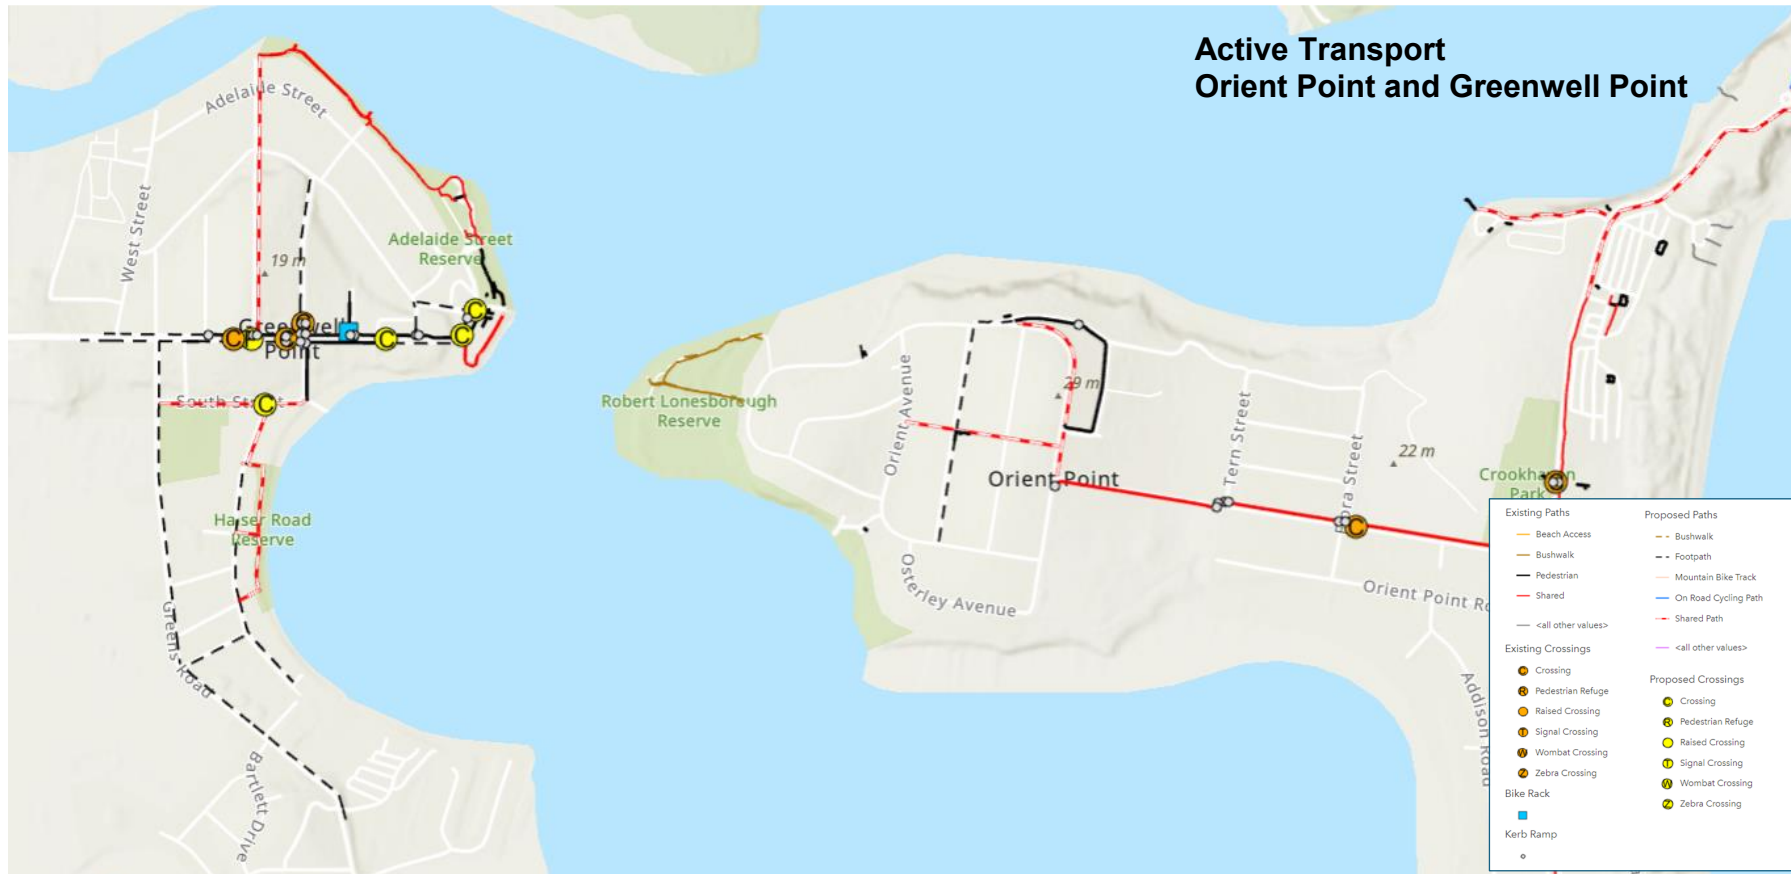 Active Transport
Orient Point and Greenwell Point
Adelaide Street
West Street
19 m
Adelaide Street
Reserve
Greenwell
Point
South Street
Robert Lonesborough
Reserve
Orient Avenue
29 m
Orient Point
Tern Street
22 m
Crookhaven
Park
Haiser Road
Reserve
Greens Road
Osterley Avenue
Orient Point Ro
Addison Road
Bartlett Drive
Existing Paths
Beach Access
Bushwalk
Pedestrian
Shared
<all other values>
Existing Crossings
C Crossing
R Pedestrian Refuge
Raised Crossing
T Signal Crossing
W Wombat Crossing
Z Zebra Crossing
Bike Rack
Kerb Ramp
Proposed Paths
Bushwalk
Footpath
Mountain Bike Track
On Road Cycling Path
Shared Path
<all other values>
Proposed Crossings
C Crossing
R Pedestrian Refuge
Raised Crossing
T Signal Crossing
W Wombat Crossing
Z Zebra Crossing